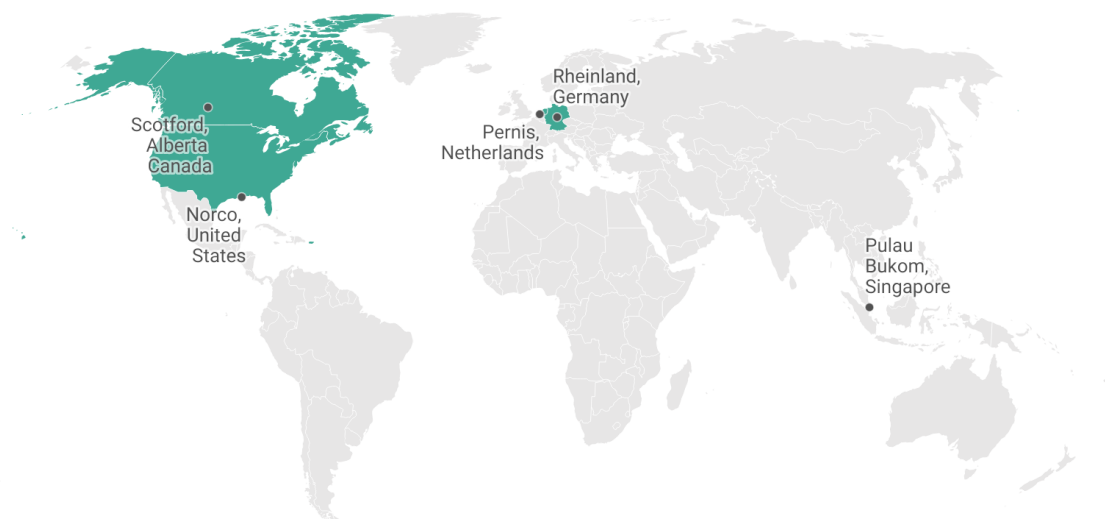 Rheinland,
Germany
Scotford,
Alberta
Canada
Pernis,
Netherlands
Norco,
United
States
Pulau
Bukom,
Singapore